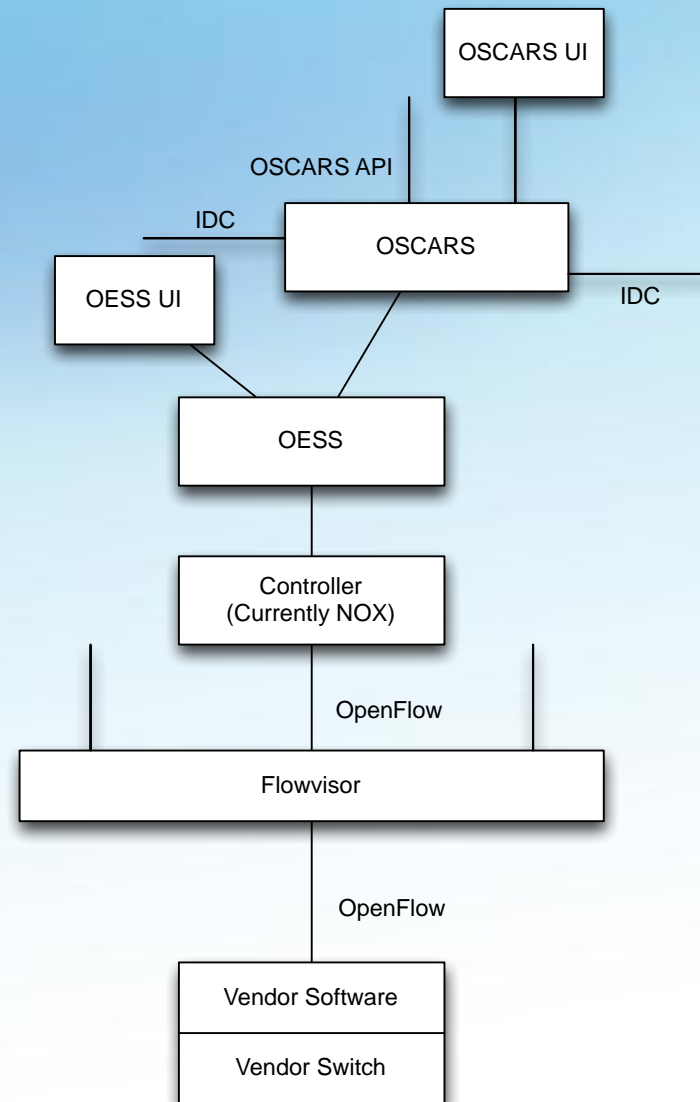 OSCARS UI
OSCARS API
IDC
OSCARS
IDC
OESS UI
OESS
Controller
(Currently NOX)
OpenFlow
Flowvisor
OpenFlow
Vendor Software
Vendor Switch